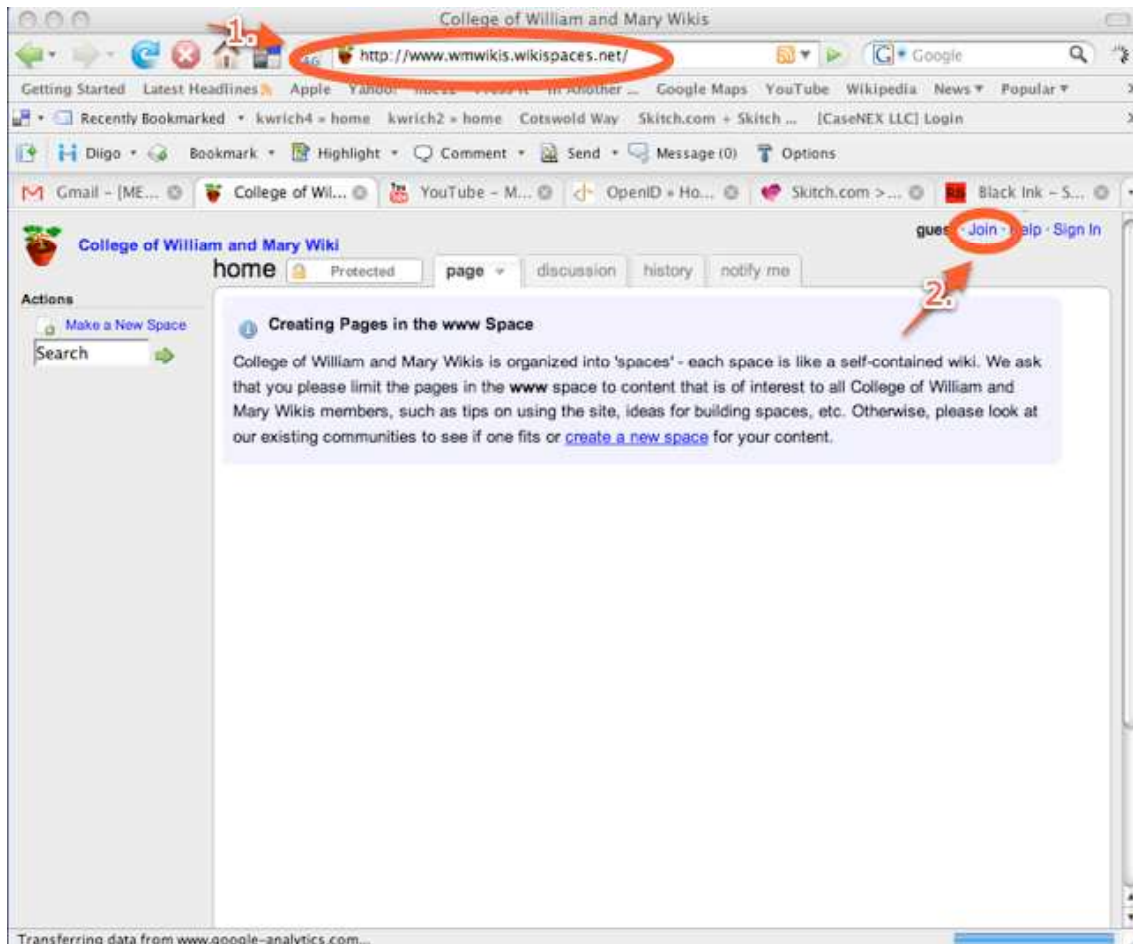 College of William and Mary Wikis
1.
http://www.wmwikis.wikispaces.net/
Google
Getting Started Latest Headlines Apple Yahoo! Google Maps YouTube Wikipedia News Popular
Recently Bookmarked kwrich4 » home kwrich2 » home Cotswold Way Skitch.com + Skitch ... [CaseNEX LLC] Login
Diigo Bookmark Highlight Comment Send Message (0) Options
Gmail – [ME... College of Wil... YouTube – M... OpenID » Ho... Skitch.com > ... Black Ink – S...
College of William and Mary Wiki
guest · Join · Help · Sign In
home Protected page discussion history notify me
2.
Actions
Make a New Space
Search
Creating Pages in the www Space
College of William and Mary Wikis is organized into 'spaces' - each space is like a self-contained wiki. We ask
that you please limit the pages in the www space to content that is of interest to all College of William and
Mary Wikis members, such as tips on using the site, ideas for building spaces, etc. Otherwise, please look at
our existing communities to see if one fits or create a new space for your content.
Transferring data from www.google-analytics.com...